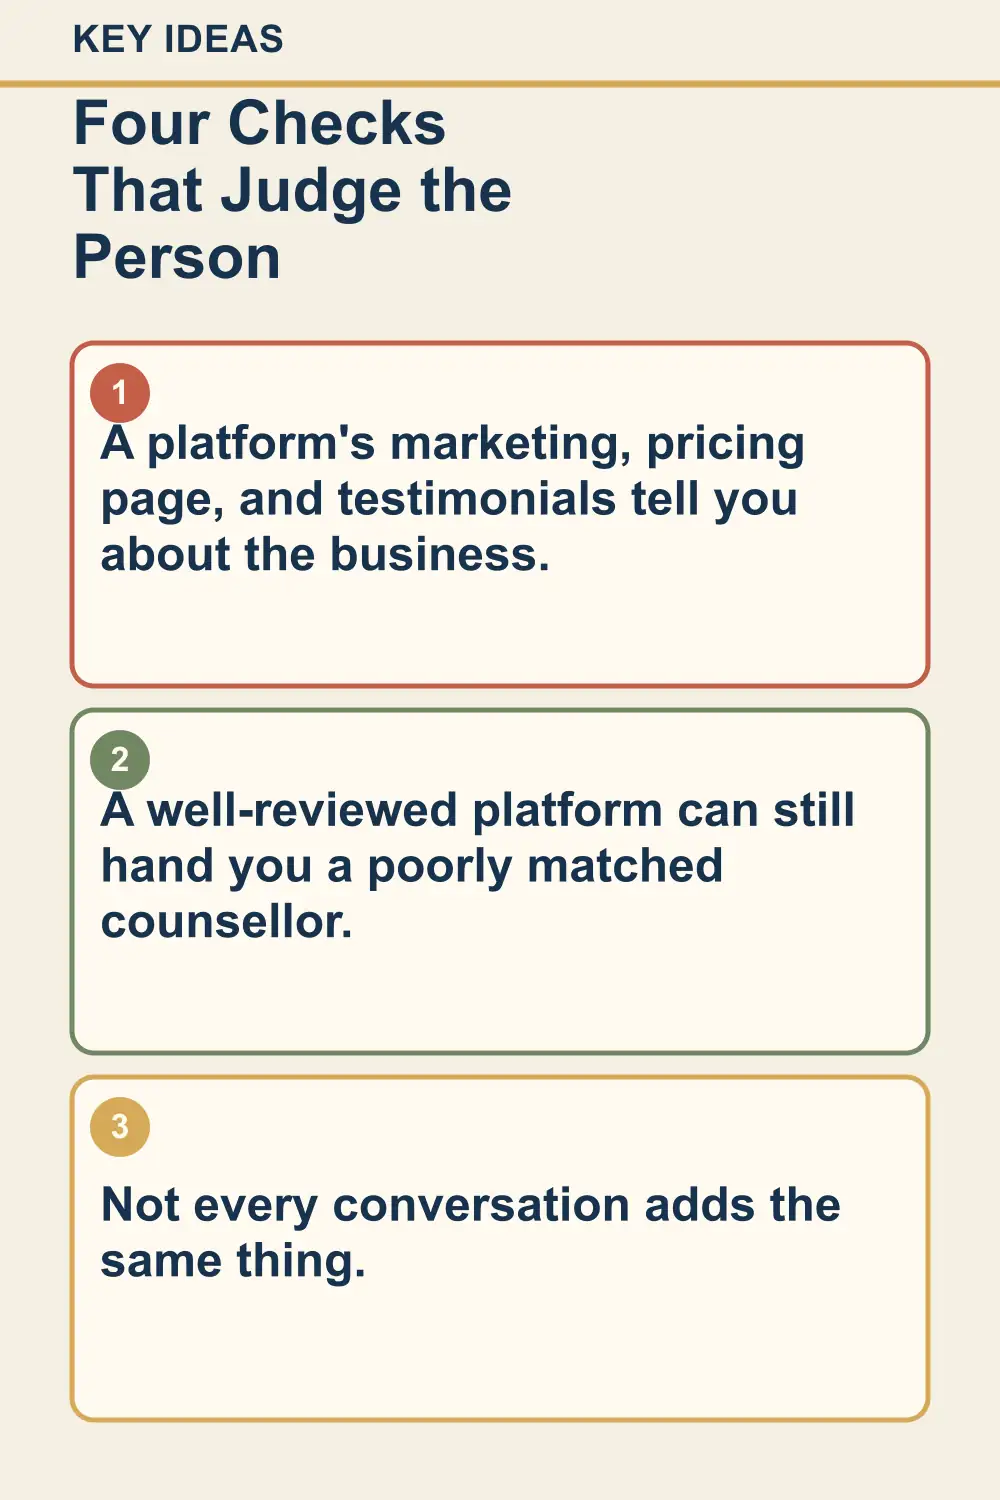 KEY IDEAS
Four Checks
That Judge the
Person
1
A platform's marketing, pricing
page, and testimonials tell you
about the business.
2
A well-reviewed platform can still
hand you a poorly matched
counsellor.
3
Not every conversation adds the
same thing.